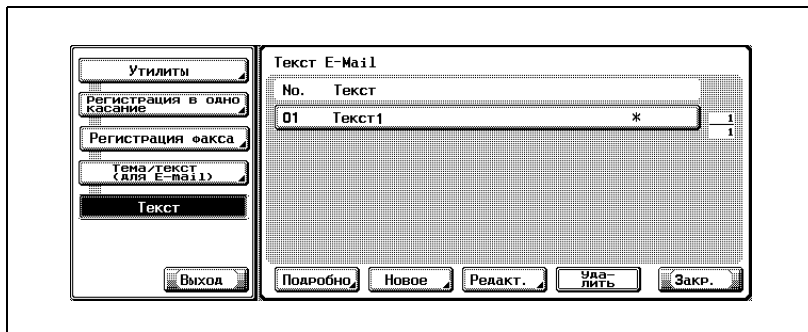 Утилиты
Регистрация в одно
касание
Регистрация факса
Тема/текст
(для E-mail)
Текст
Выход
Текст E-Mail
No. Текст
01 Текст1 *
1
1
Подробно
Новое
Редакт.
Уда-
лить
Закр.